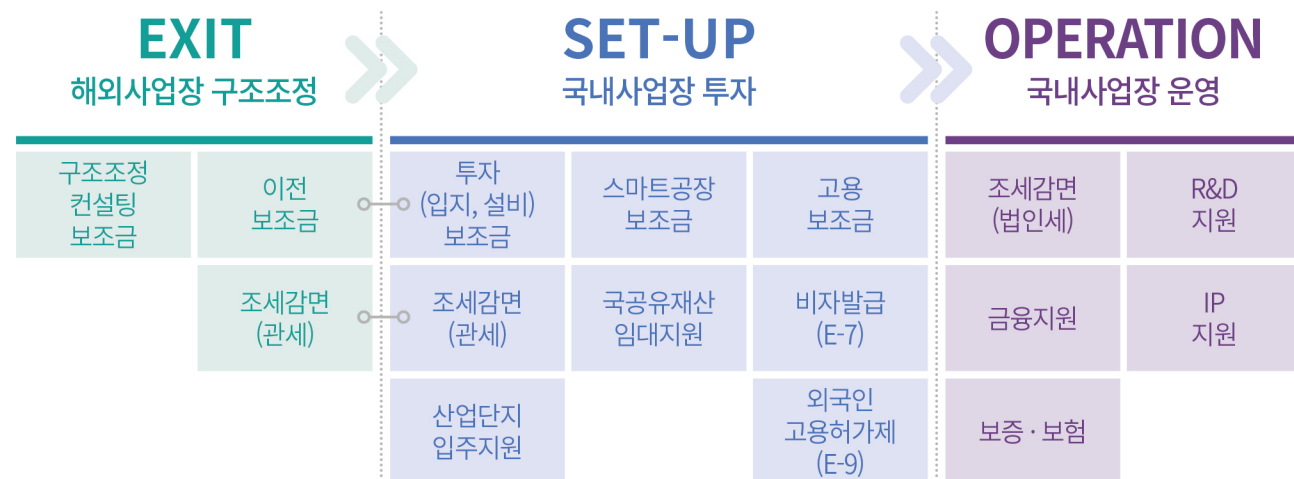 EXIT
해외사업장 구조조정
SET-UP
국내사업장 투자
OPERATION
국내사업장 운영
구조조정
컨설팅
보조금
이전
보조금
투자
(입지, 설비)
보조금
스마트공장
보조금
고용
보조금
조세감면
(법인세)
R&D
지원
조세감면
(관세)
조세감면
(관세)
국공유재산
임대지원
비자발급
(E-7)
금융지원
IP
지원
산업단지
입주지원
외국인
고용허가제
(E-9)
보증 · 보험